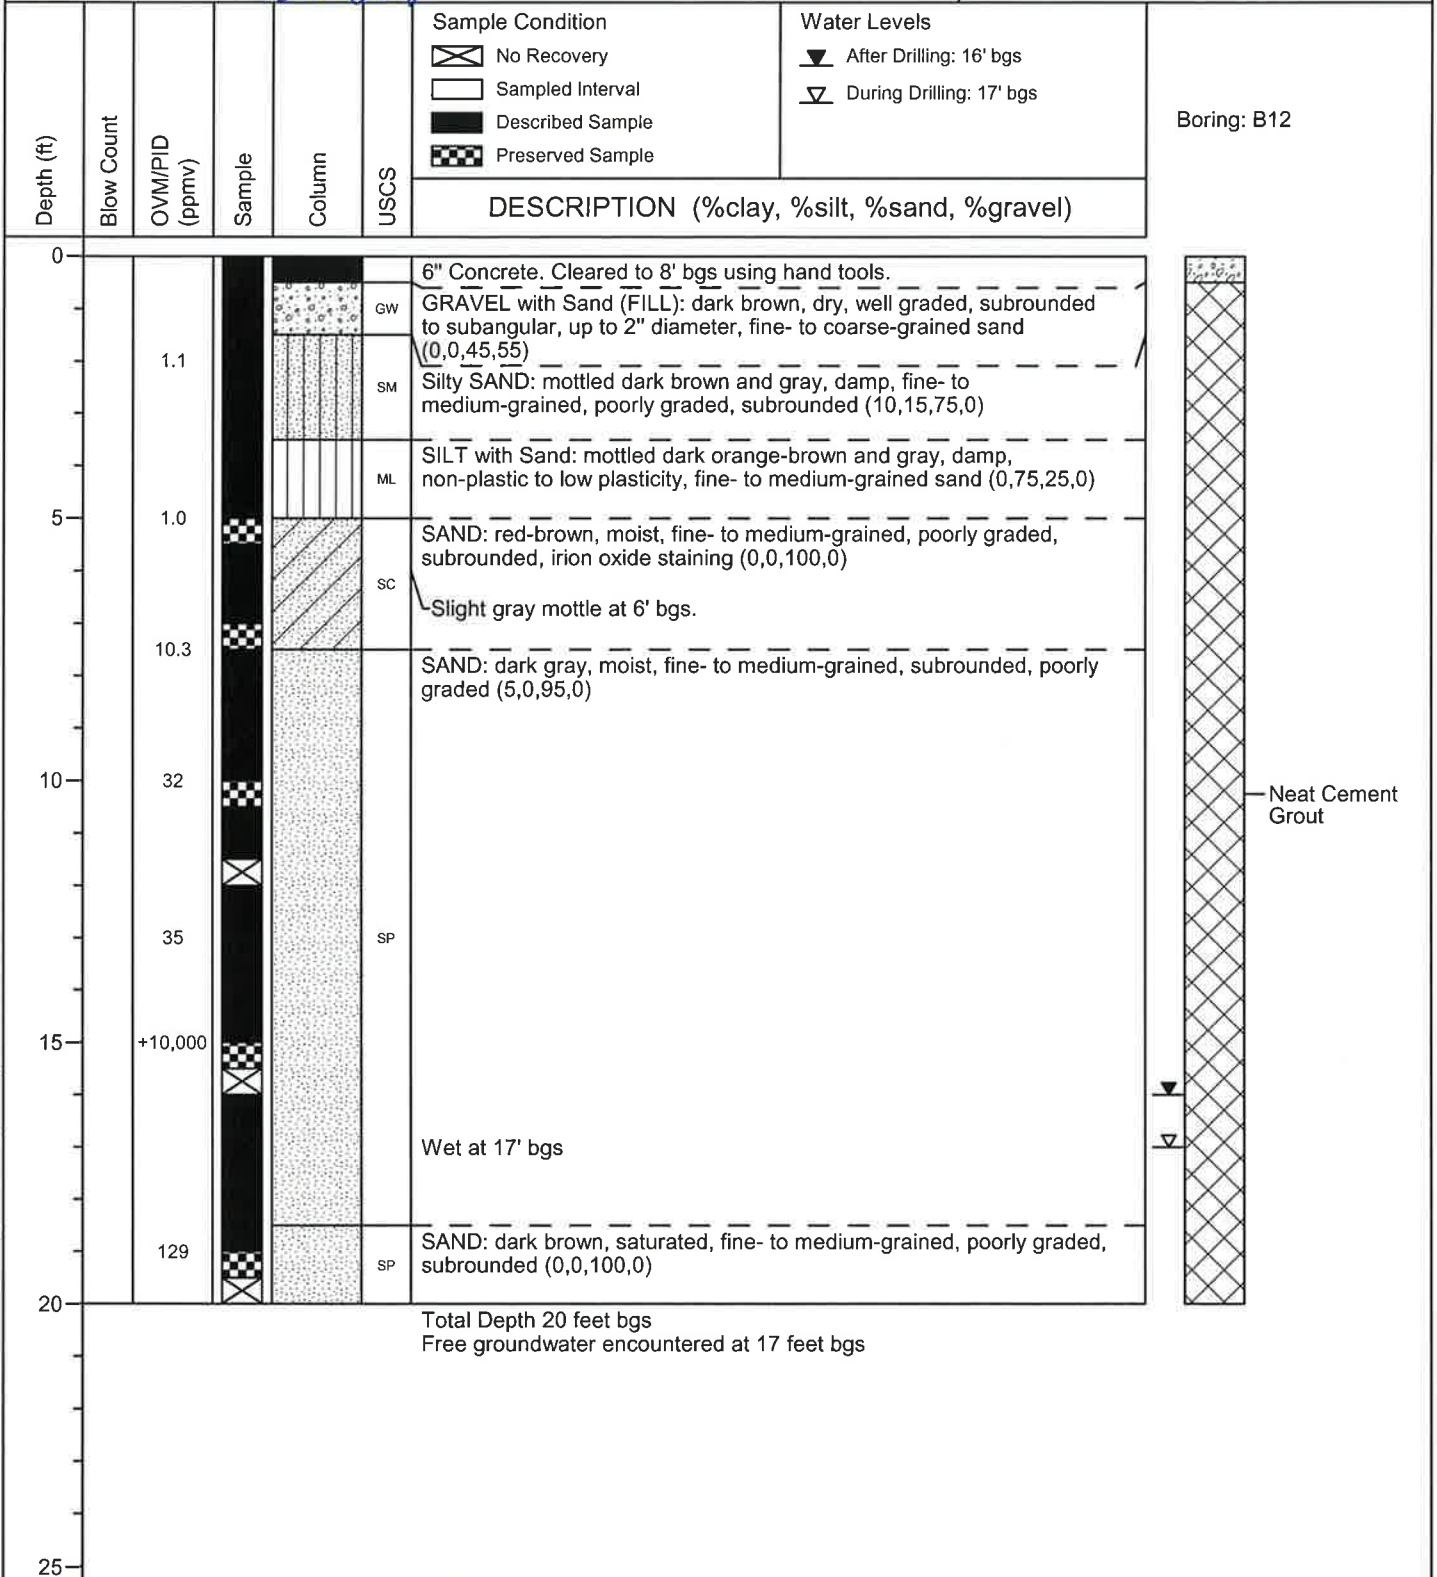 Sample Condition
No Recovery
Sampled Interval
Described Sample
Preserved Sample
Water Levels
After Drilling: 16' bgs
During Drilling: 17' bgs
Boring: B12
Depth (ft)
Blow Count
OVM/PID
(ppmv)
Sample
Column
USCS
DESCRIPTION (%clay, %silt, %sand, %gravel)
0
6" Concrete. Cleared to 8' bgs using hand tools.
GW
GRAVEL with Sand (FILL): dark brown, dry, well graded, subrounded
to subangular, up to 2" diameter, fine- to coarse-grained sand
(0,0,45,55)
1.1
SM
Silty SAND: mottled dark brown and gray, damp, fine- to
medium-grained, poorly graded, subrounded (10,15,75,0)
ML
SILT with Sand: mottled dark orange-brown and gray, damp,
non-plastic to low plasticity, fine- to medium-grained sand (0,75,25,0)
5
1.0
SAND: red-brown, moist, fine- to medium-grained, poorly graded,
subrounded, irion oxide staining (0,0,100,0)
SC
Slight gray mottle at 6' bgs.
10.3
SAND: dark gray, moist, fine- to medium-grained, subrounded, poorly
graded (5,0,95,0)
10
32
Neat Cement
Grout
35
SP
15
+10,000
Wet at 17' bgs
129
SP
SAND: dark brown, saturated, fine- to medium-grained, poorly graded,
subrounded (0,0,100,0)
20
Total Depth 20 feet bgs
Free groundwater encountered at 17 feet bgs
25